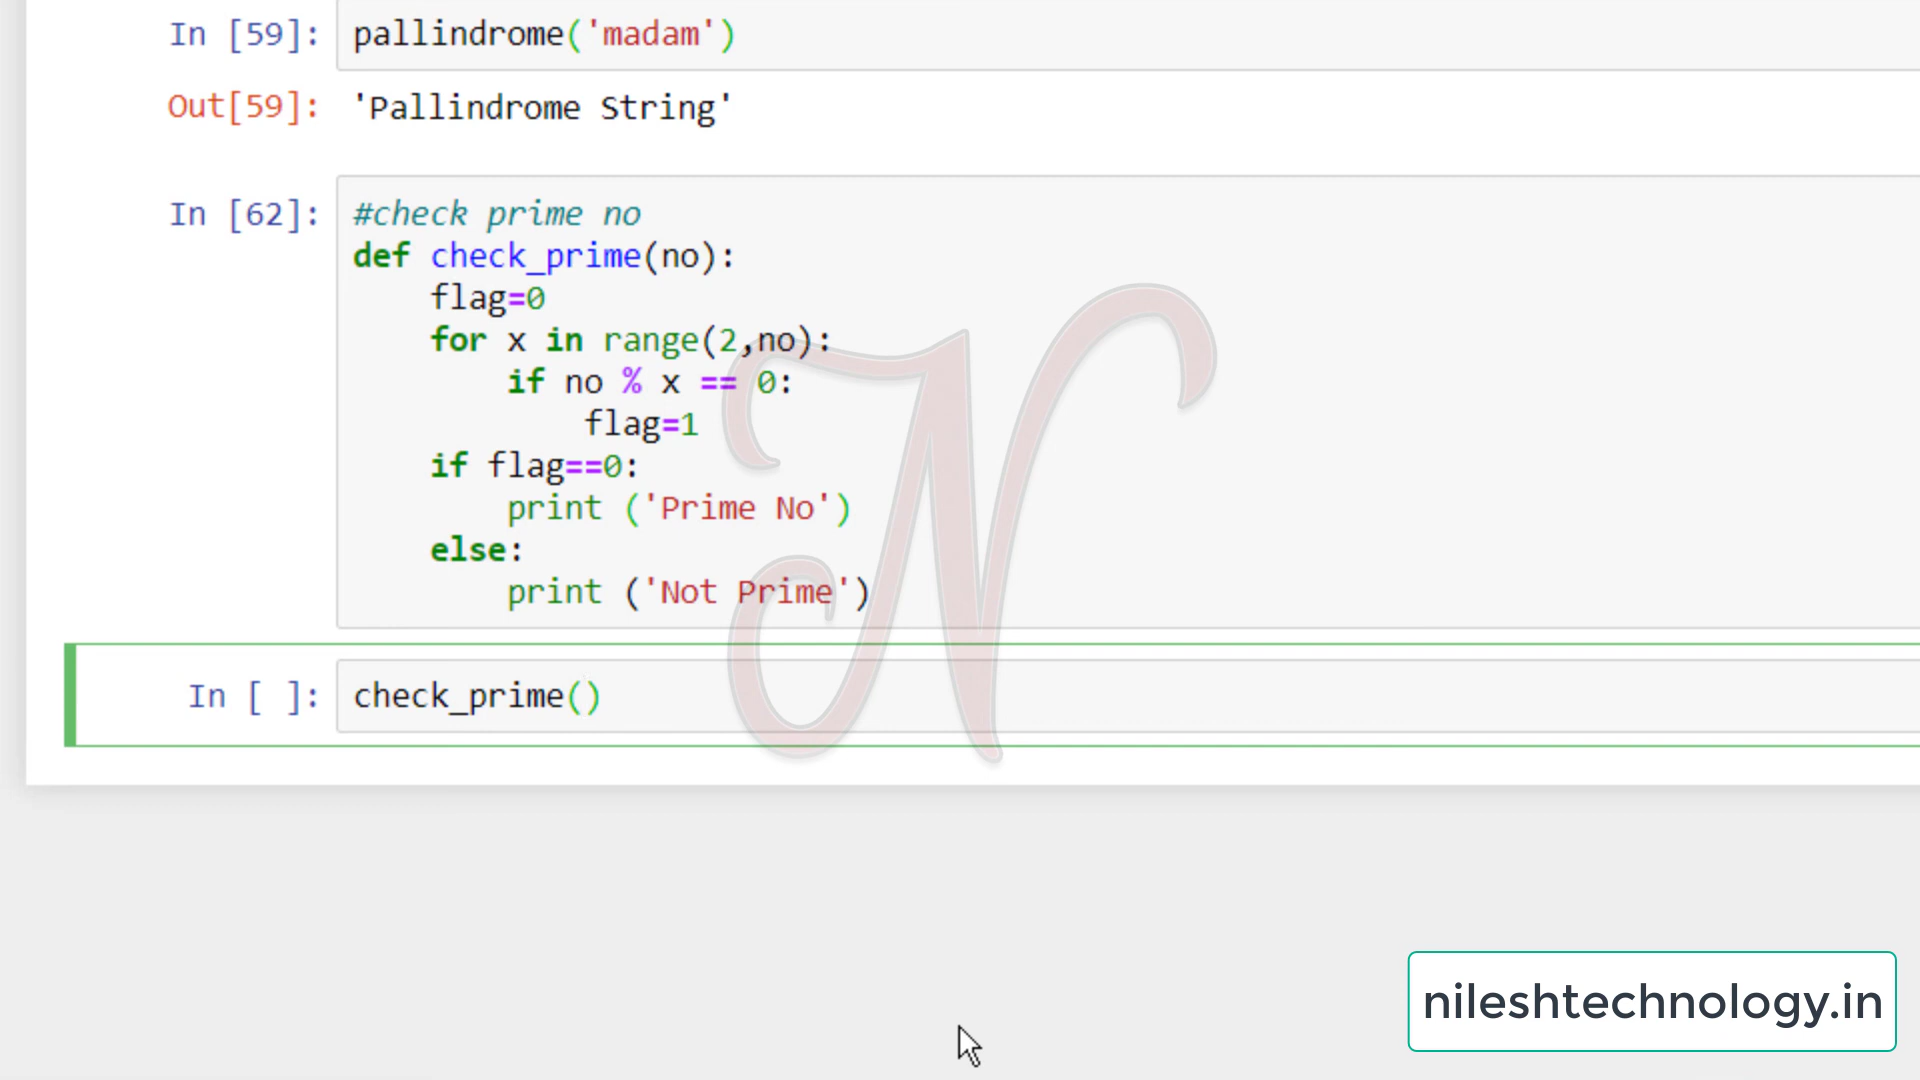 In [59]: pallindrome('madam')
Out[59]: 'Pallindrome String'
In [62]: #check prime no
def check_prime(no):
    flag=0
    for x in range(2,no):
        if no % x == 0:
            flag=1
    if flag==0:
        print ('Prime No')
    else:
        print ('Not Prime')
In [ ]: check_prime()
N
nileshtechnology.in